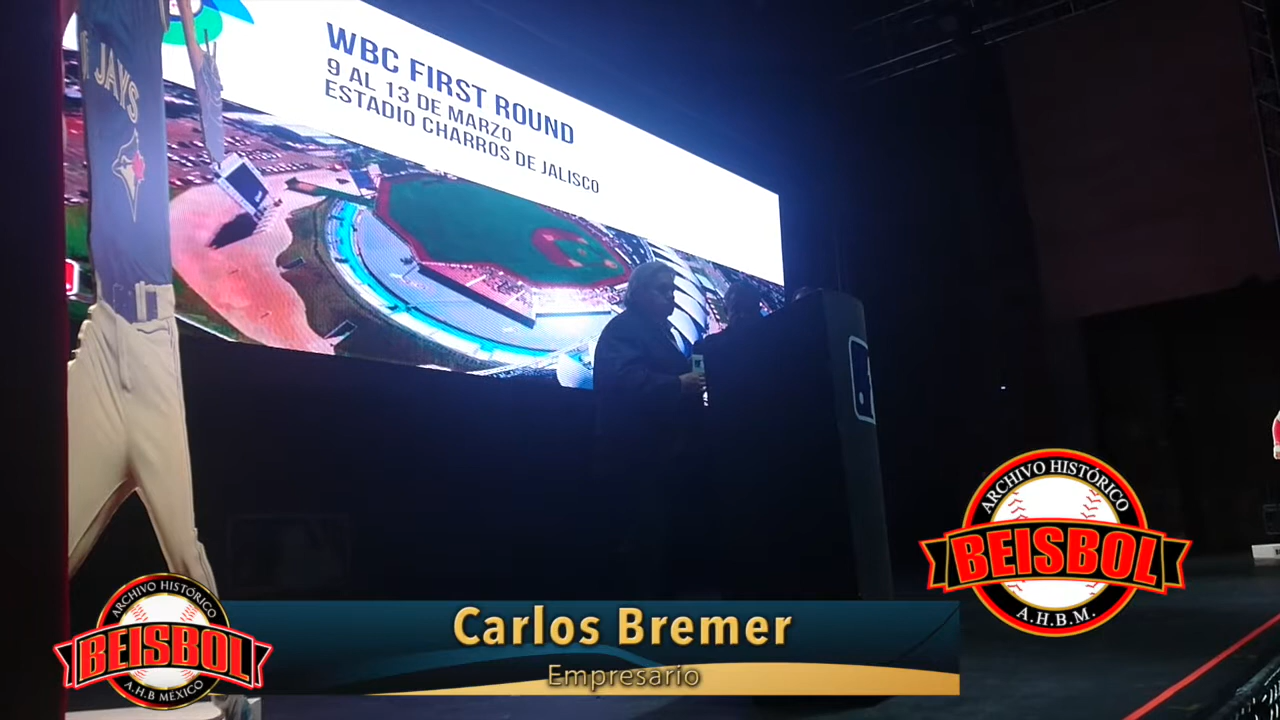 WBC FIRST ROUND
9 AL 13 DE MARZO
ESTADIO CHARROS DE JALISCO
JAYS
ARCHIVO HISTÓRICO
BEISBOL
A.H.B.M.
Carlos Bremer
Empresario
ARCHIVO HISTÓRICO
BEISBOL
A.H.B MEXICO